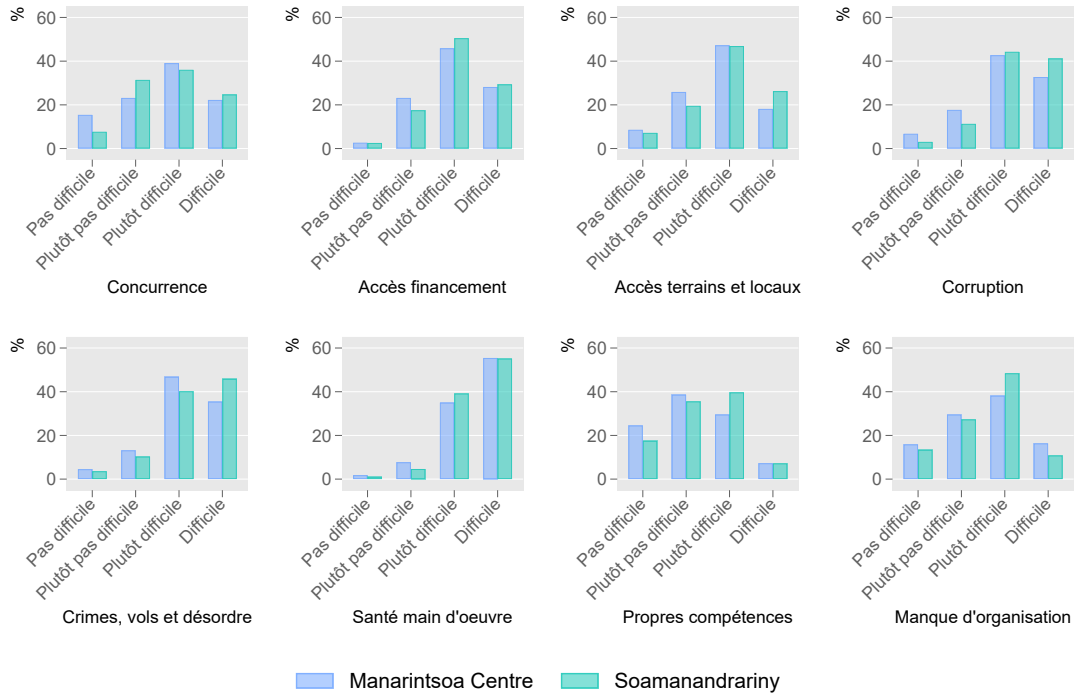 %
60
40
20
0
Pas difficile
Plutôt pas difficile
Plutôt difficile
Difficile
Concurrence
%
60
40
20
0
Pas difficile
Plutôt pas difficile
Plutôt difficile
Difficile
Accès financement
%
60
40
20
0
Pas difficile
Plutôt pas difficile
Plutôt difficile
Difficile
Accès terrains et locaux
%
60
40
20
0
Pas difficile
Plutôt pas difficile
Plutôt difficile
Difficile
Corruption
%
60
40
20
0
Pas difficile
Plutôt pas difficile
Plutôt difficile
Difficile
Crimes, vols et désordre
%
60
40
20
0
Pas difficile
Plutôt pas difficile
Plutôt difficile
Difficile
Santé main d'oeuvre
%
60
40
20
0
Pas difficile
Plutôt pas difficile
Plutôt difficile
Difficile
Propres compétences
%
60
40
20
0
Pas difficile
Plutôt pas difficile
Plutôt difficile
Difficile
Manque d'organisation
Manarintsoa Centre
Soamanandrariny